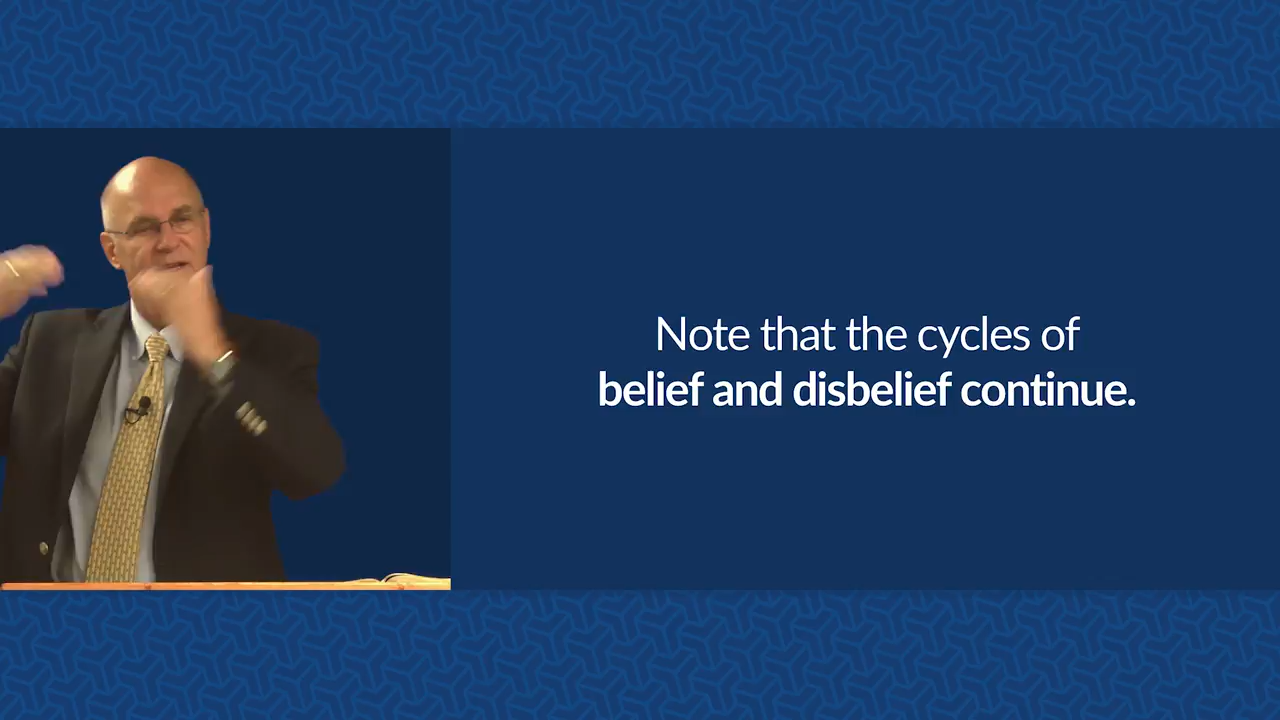 Note that the cycles of
belief and disbelief continue.